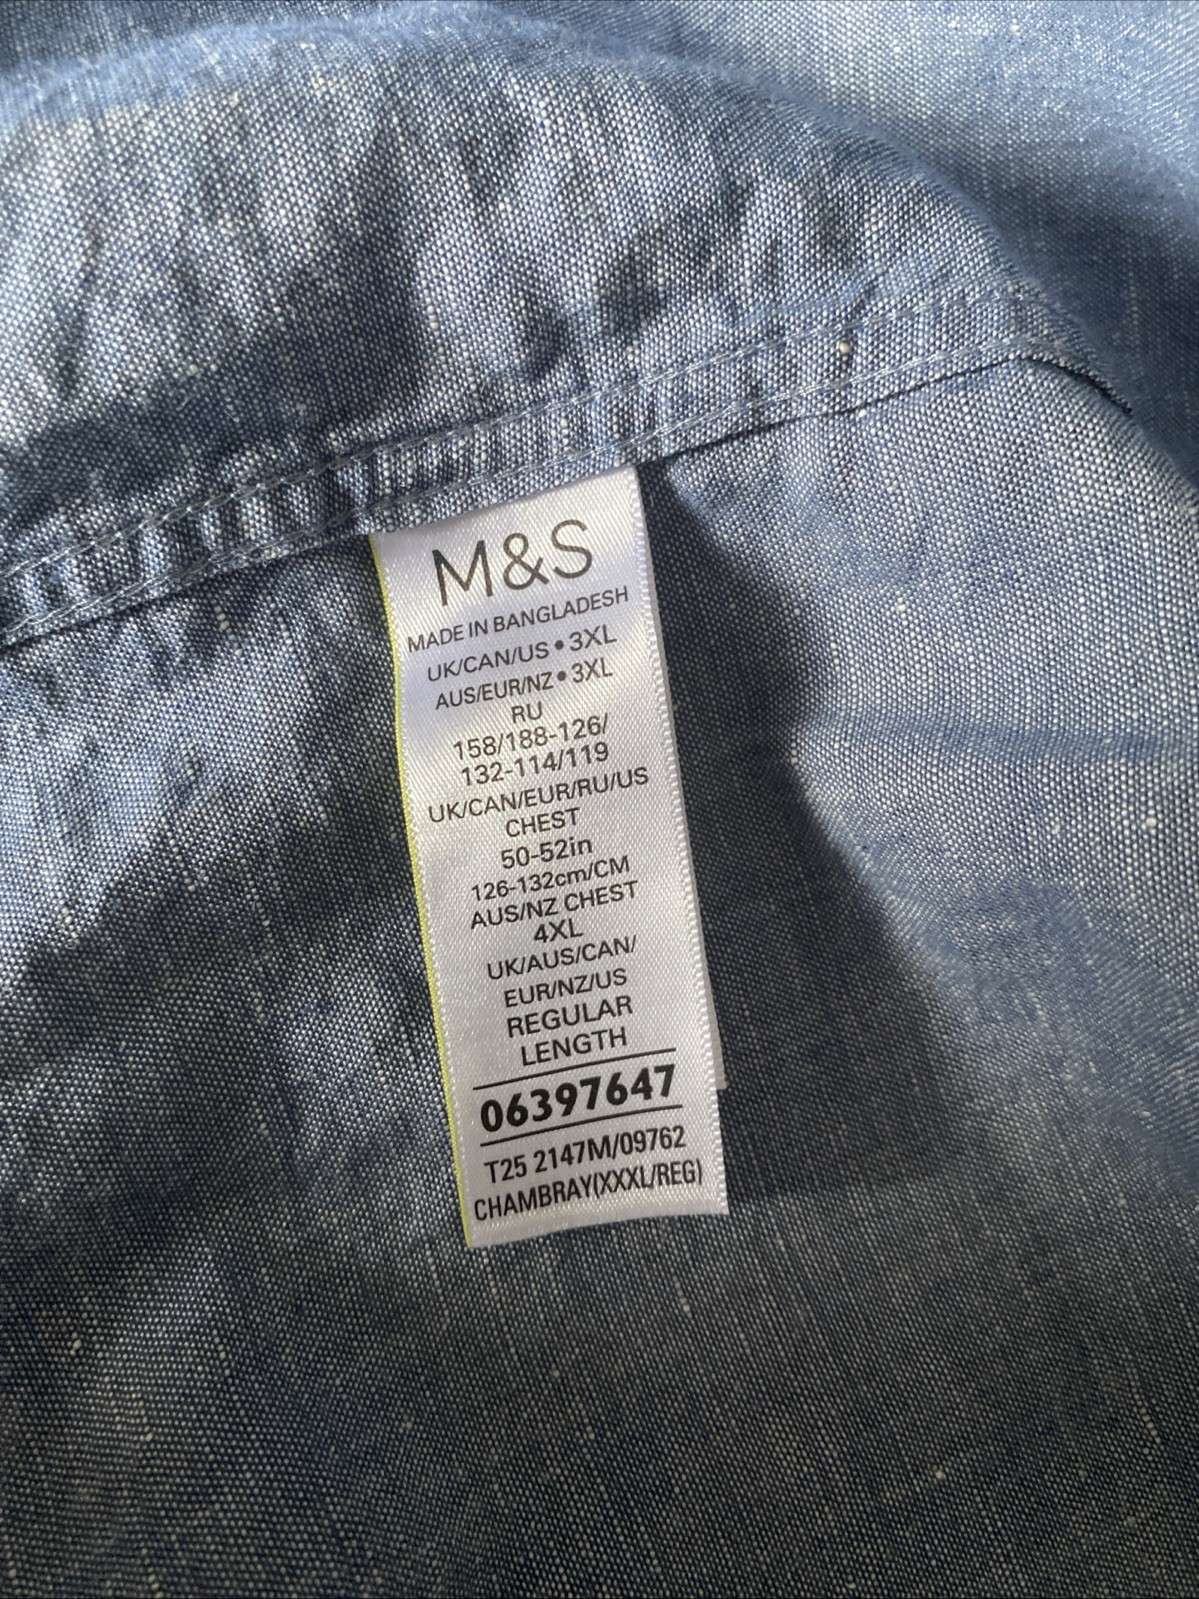 M&S
MADE IN BANGLADESH
UK/CAN/US • 3XL
AUS/EUR/NZ • 3XL
RU
158/188-126/
132-114/119
UK/CAN/EUR/RU/US
CHEST
50-52in
126-132cm/CM
AUS/NZ CHEST
4XL
UK/AUS/CAN/
EUR/NZ/US
REGULAR
LENGTH
06397647
T25 2147M/09762
CHAMBRAY(XXXL/REG)